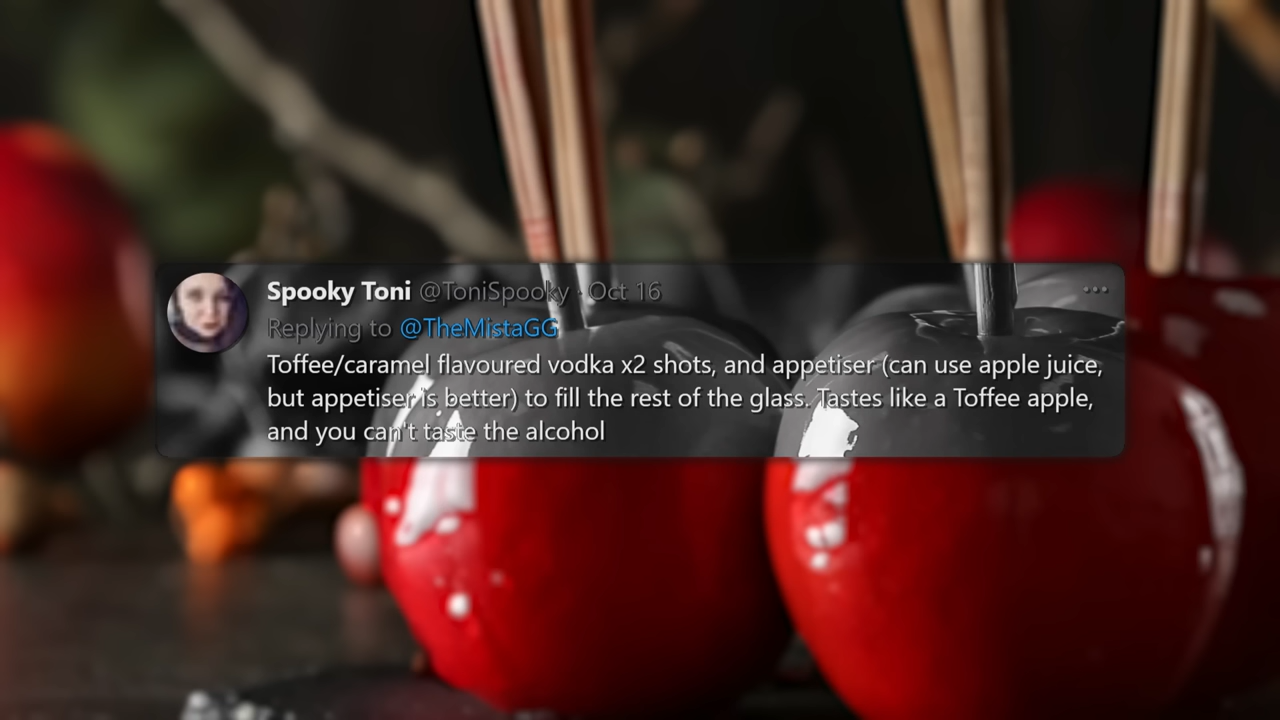 Spooky Toni @ToniSpooky · Oct 16
Replying to @TheMistaGG
Toffee/caramel flavoured vodka x2 shots, and appetiser (can use apple juice,
but appetiser is better) to fill the rest of the glass. Tastes like a Toffee apple,
and you can't taste the alcohol